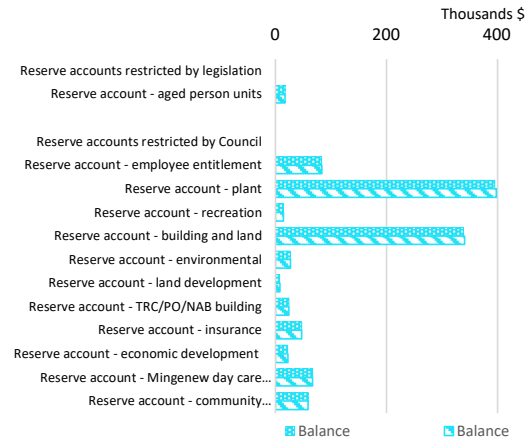 Thousands $
0 200 400
Reserve accounts restricted by legislation
Reserve account - aged person units
Reserve accounts restricted by Council
Reserve account - employee entitlement
Reserve account - plant
Reserve account - recreation
Reserve account - building and land
Reserve account - environmental
Reserve account - land development
Reserve account - TRC/PO/NAB building
Reserve account - insurance
Reserve account - economic development
Reserve account - Mingenew day care...
Reserve account - community...
Balance Balance